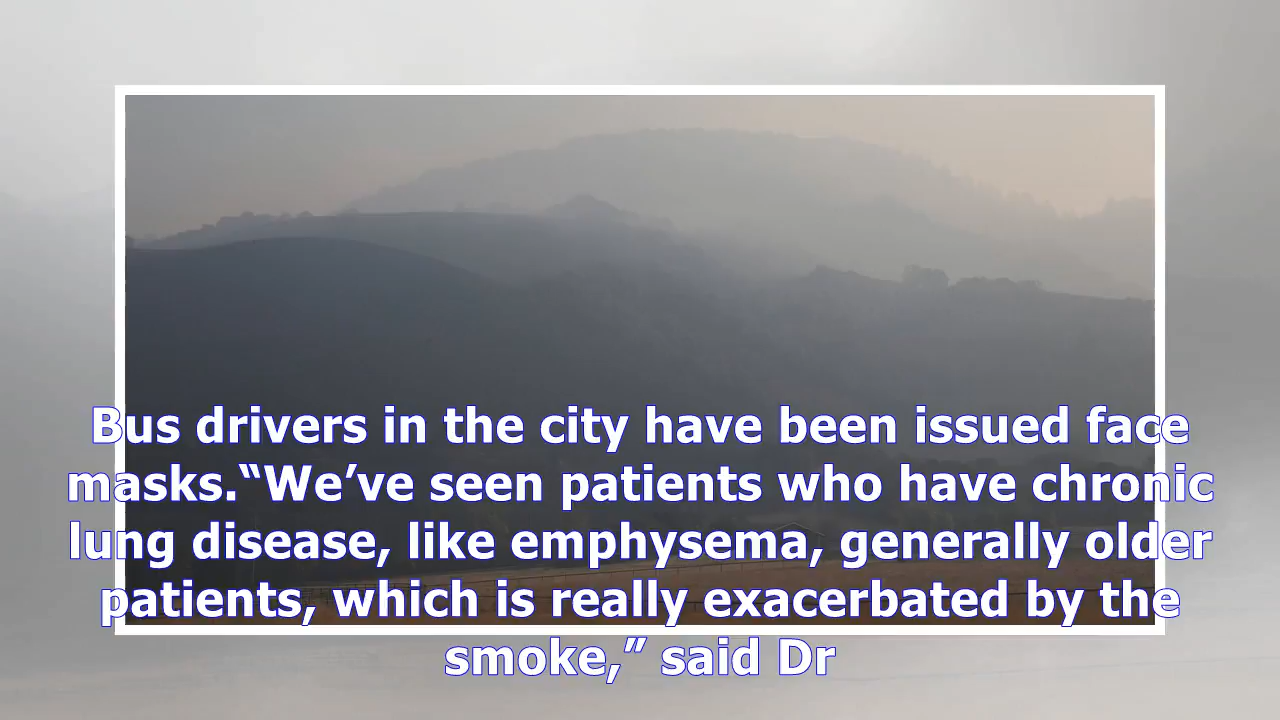 Bus drivers in the city have been issued face
masks.“We’ve seen patients who have chronic
lung disease, like emphysema, generally older
patients, which is really exacerbated by the
smoke,” said Dr